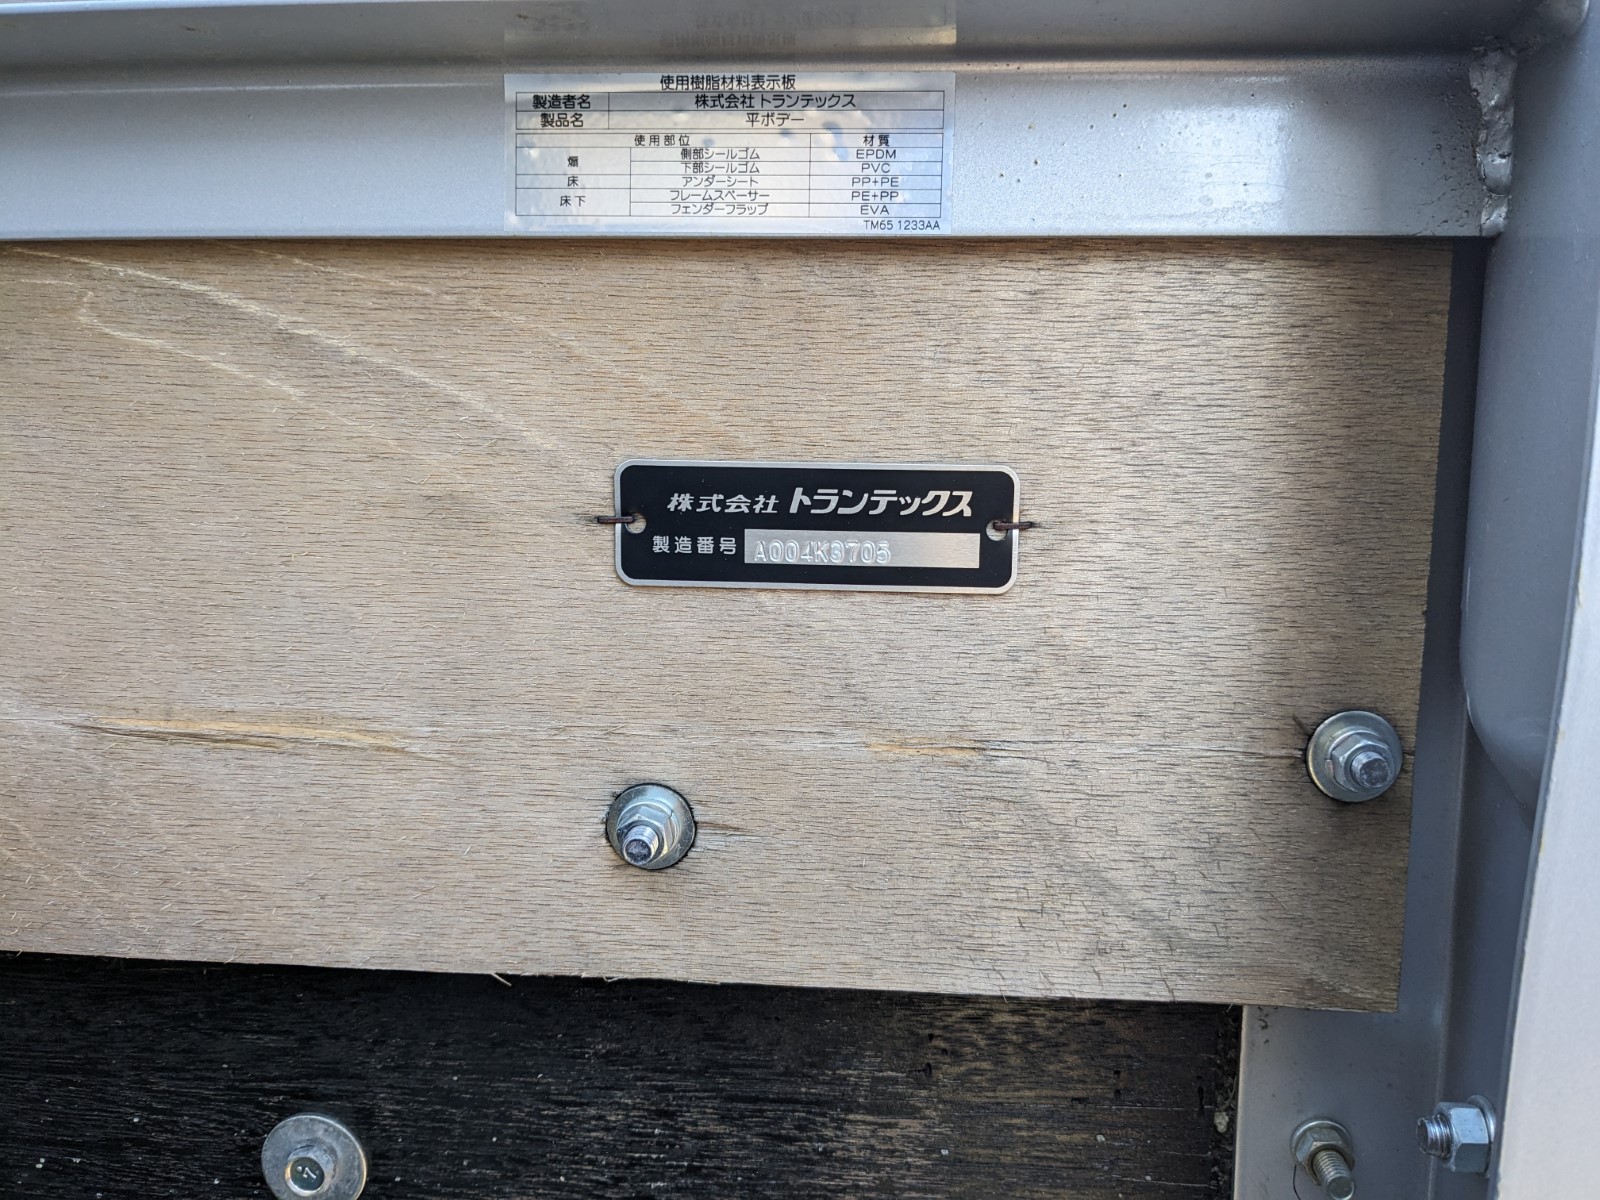 使用樹脂材料表示板
製造者名 株式会社 トランテックス
製品名 平ボデー
使用部位 材質
煽 側部シールゴム EPDM
下部シールゴム PVC
床 アンダーシート PP+PE
床下 フレームスペーサー PE+PP
フェンダーフラップ EVA
TM65 1233AA
株式会社 トランテックス
製造番号 A004K3705